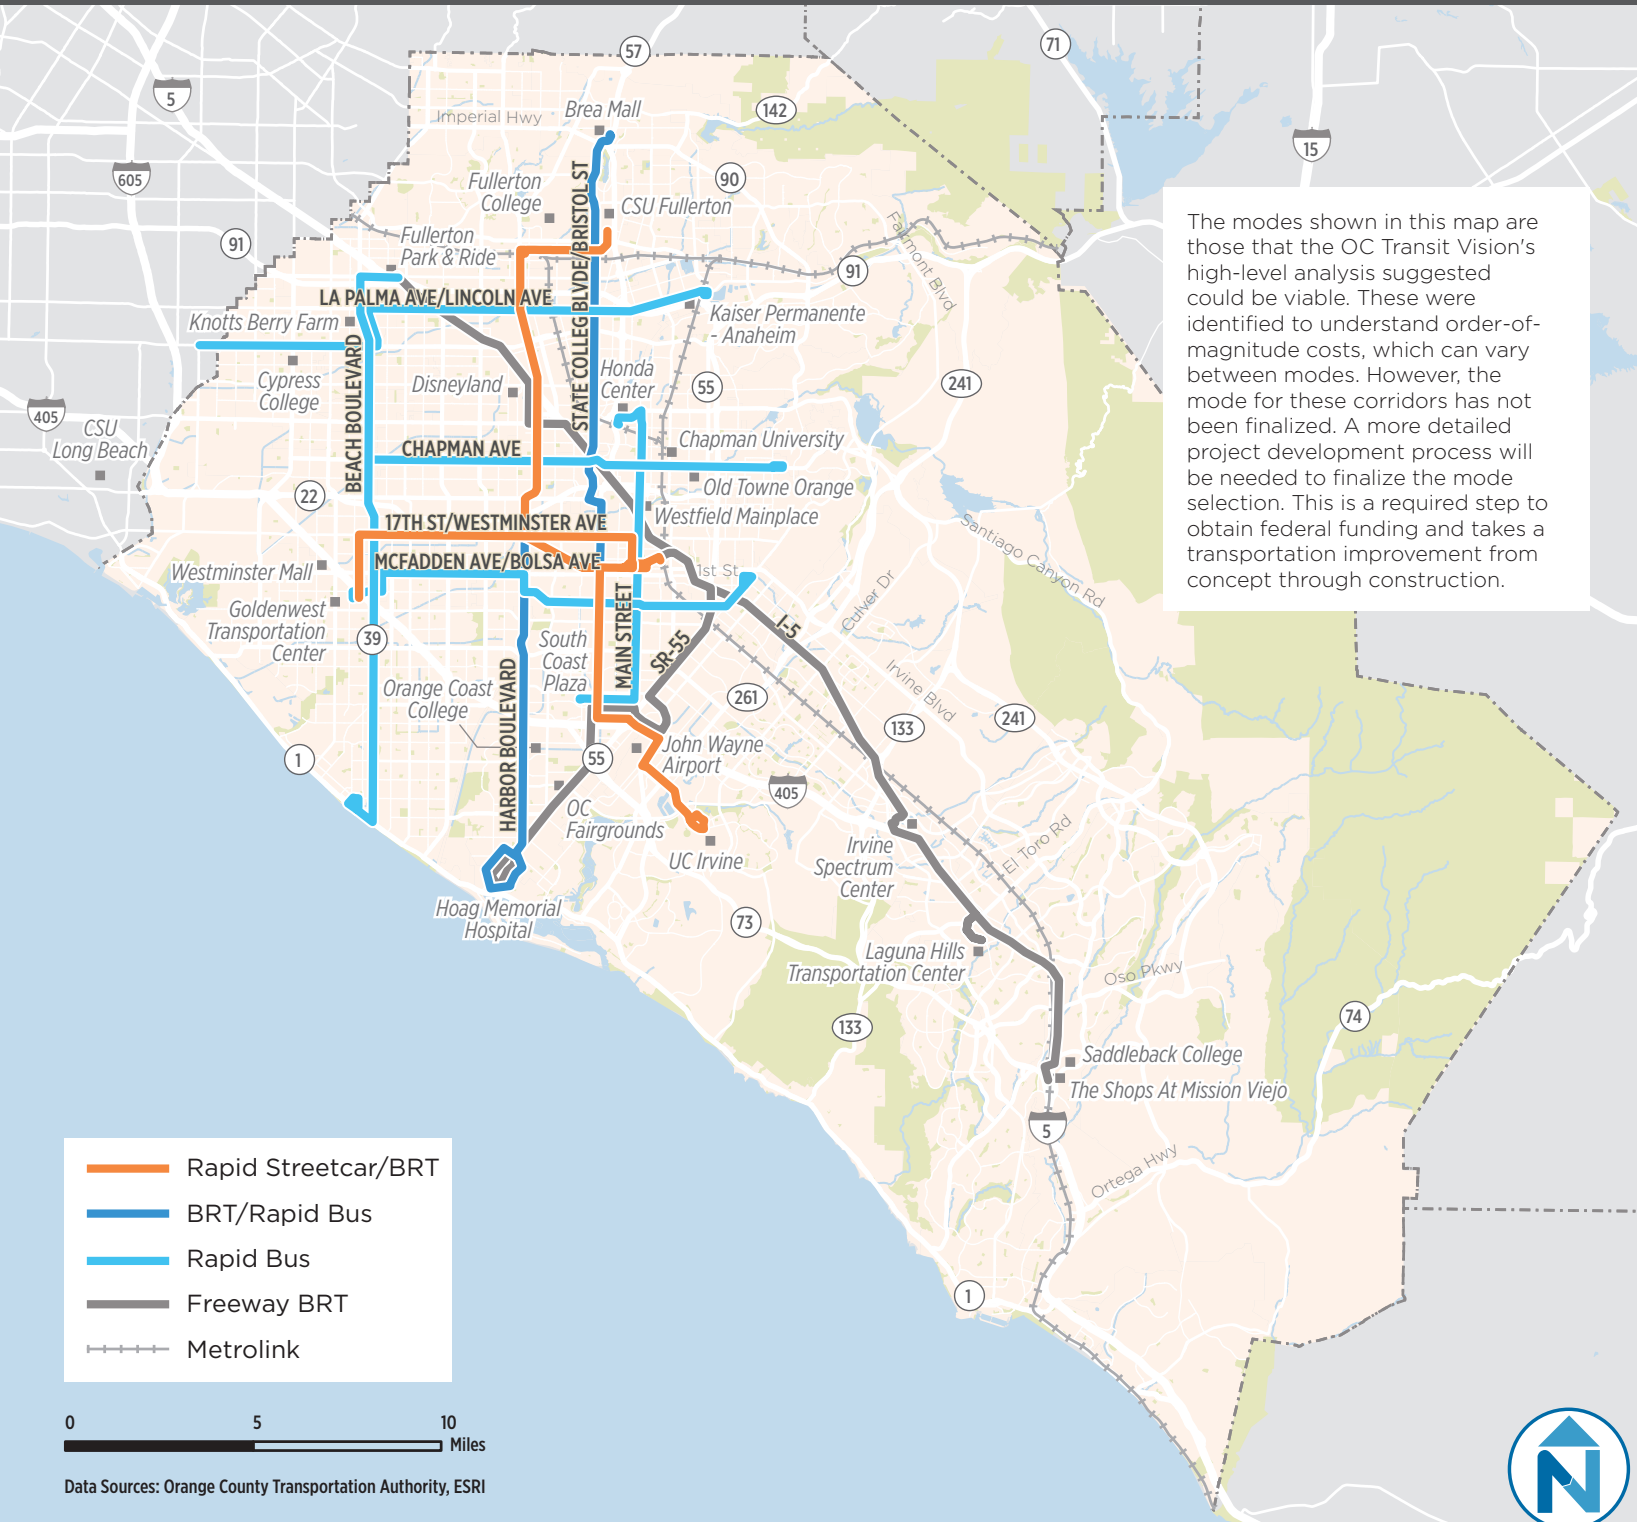 57
71
5
Brea Mall
142
Imperial Hwy
15
605
Fullerton
College
90
CSU Fullerton
STATE COLLEG BLVDE/BRISTOL ST
91
Fullerton
Park & Ride
Fairmont Blvd
91
LA PALMA AVE/LINCOLN AVE
Knotts Berry Farm
Kaiser Permanente
- Anaheim
BEACH BOULEVARD
Cypress
College
Disneyland
Honda
Center
55
241
405
CSU
Long Beach
CHAPMAN AVE
Chapman University
22
Old Towne Orange
17TH ST/WESTMINSTER AVE
Westfield Mainplace
MCFADDEN AVE/BOLSA AVE
Westminster Mall
1st St
Santiago Canyon Rd
Goldenwest
Transportation
Center
Culver Dr
39
South
Coast
Plaza
MAIN STREET
SR-55
I-5
Orange Coast
College
HARBOR BOULEVARD
261
Irvine Blvd
133
241
1
55
John Wayne
Airport
405
OC
Fairgrounds
UC Irvine
Irvine
Spectrum
Center
El Toro Rd
Hoag Memorial
Hospital
73
Laguna Hills
Transportation Center
Oso Pkwy
133
74
Saddleback College
The Shops At Mission Viejo
5
Ortega Hwy
1
The modes shown in this map are
those that the OC Transit Vision's
high-level analysis suggested
could be viable. These were
identified to understand order-of-
magnitude costs, which can vary
between modes. However, the
mode for these corridors has not
been finalized. A more detailed
project development process will
be needed to finalize the mode
selection. This is a required step to
obtain federal funding and takes a
transportation improvement from
concept through construction.
Rapid Streetcar/BRT
BRT/Rapid Bus
Rapid Bus
Freeway BRT
Metrolink
0 5 10
Miles
Data Sources: Orange County Transportation Authority, ESRI
N